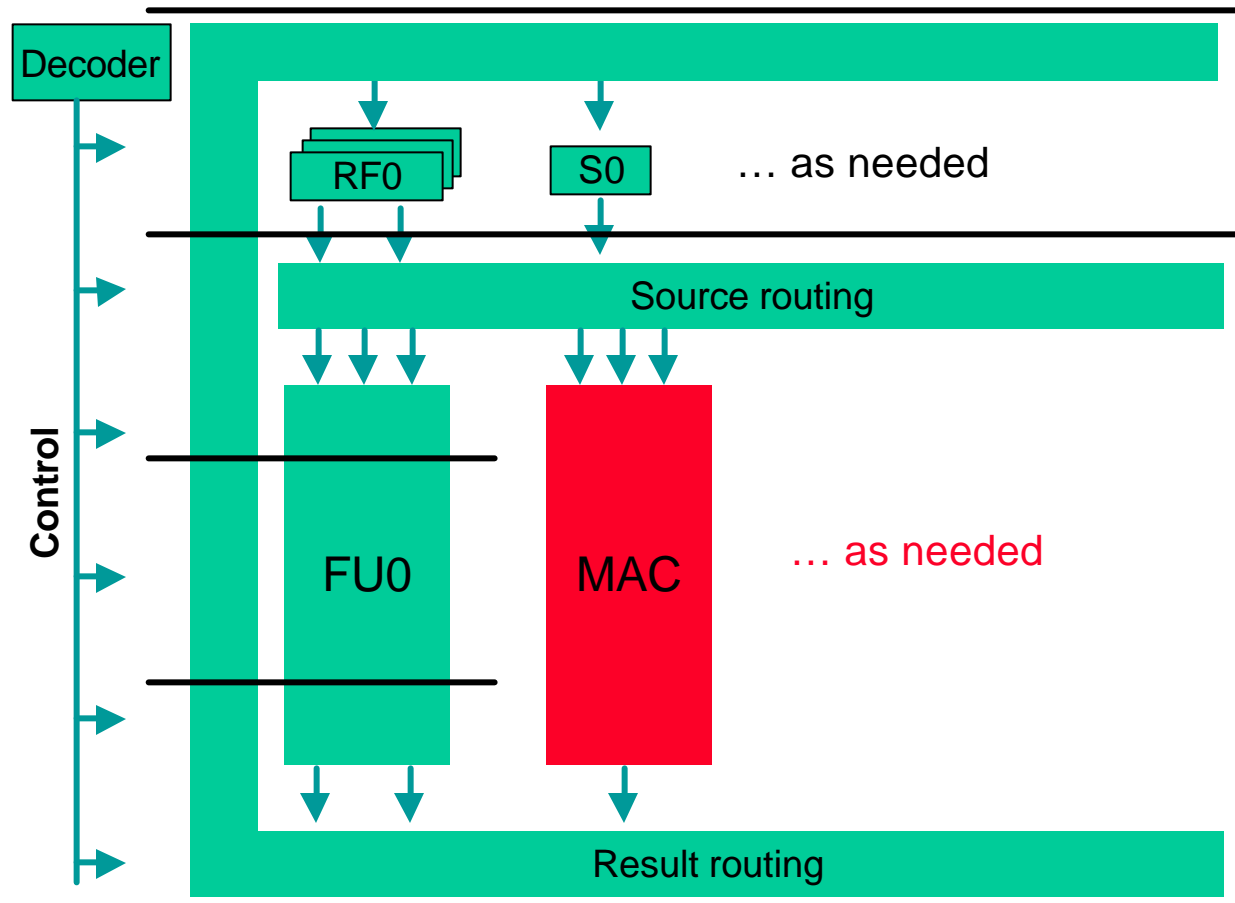 Decoder
RF0
S0
… as needed
Source routing
Control
FU0
MAC
… as needed
Result routing